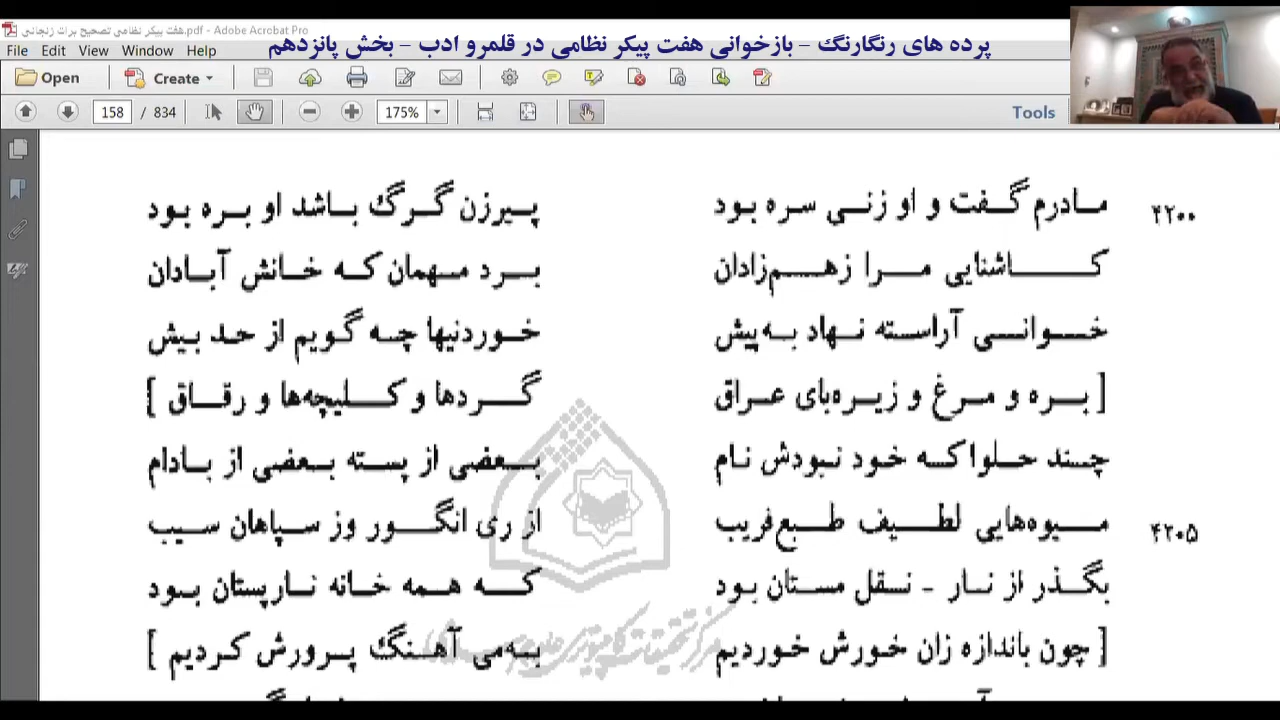 هفت پیکر نظامی تصحیح برات زنجانی.pdf - Adobe Acrobat Pro
پرده های رنگارنگ - بازخوانی هفت پیکر نظامی در قلمرو ادب - بخش پانزدهم
File Edit View Window Help
Open Create
158 / 834 175% Tools
۴۲۰۰ مادرم گفت و او زنی سره بود پیرزن گرگ باشد او بره بود
کاشنایی مرا ز همزادان برد مهمان که خانش آبادان
خوانی آراسته نهاد به‌پیش خوردنیها چه گویم از حد بیش
[ بره و مرغ و زیره‌بای عراق گردها و کلیچه‌ها و رقاق ]
چند حلوا که خود نبودش نام بعضی از پسته بعضی از بادام
۴۲۰۵ میوه‌هایی لطیف طبع‌فریب از ری انگور وز سپاهان سیب
بگذر از نار - نقل مستان بود که همه خانه نارپستان بود
[ چون باندازه زان خورش خوردیم به‌می آهنگ پرورش کردیم ]